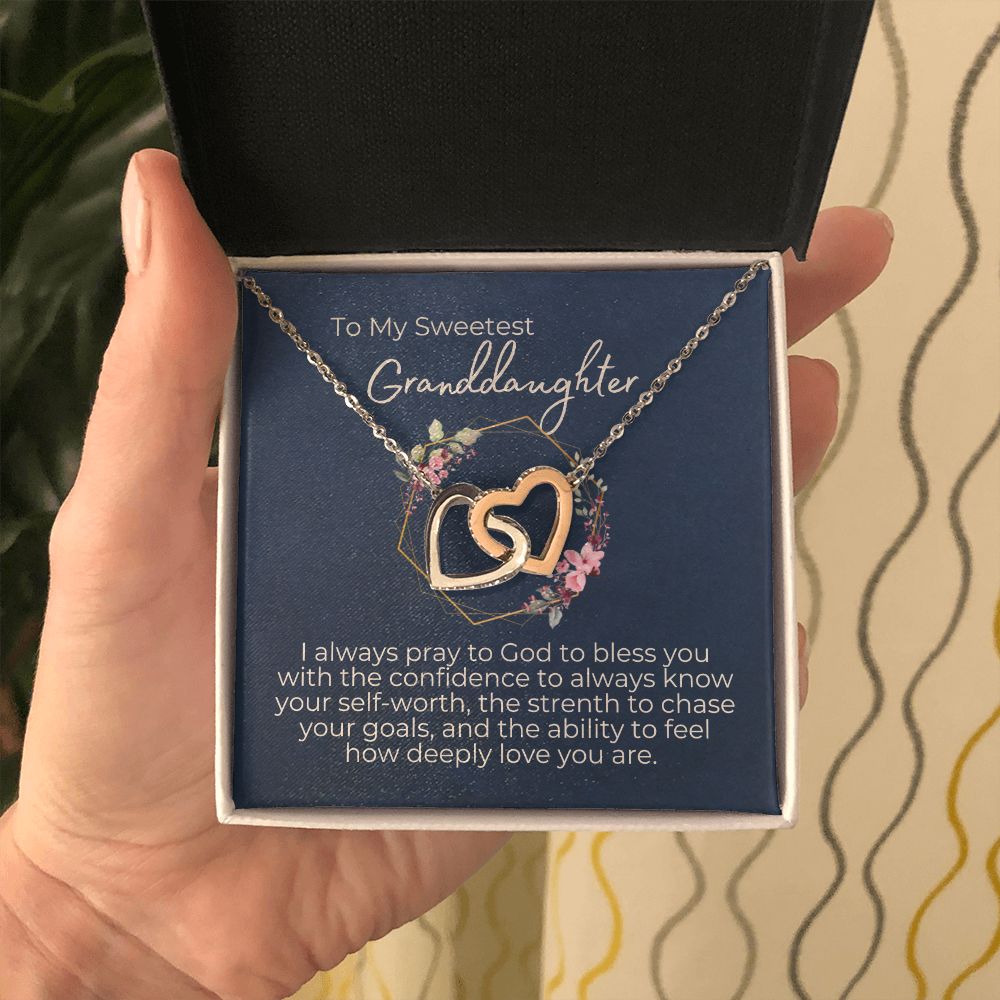 To My Sweetest
Granddaughter
I always pray to God to bless you
with the confidence to always know
your self-worth, the strenth to chase
your goals, and the ability to feel
how deeply love you are.